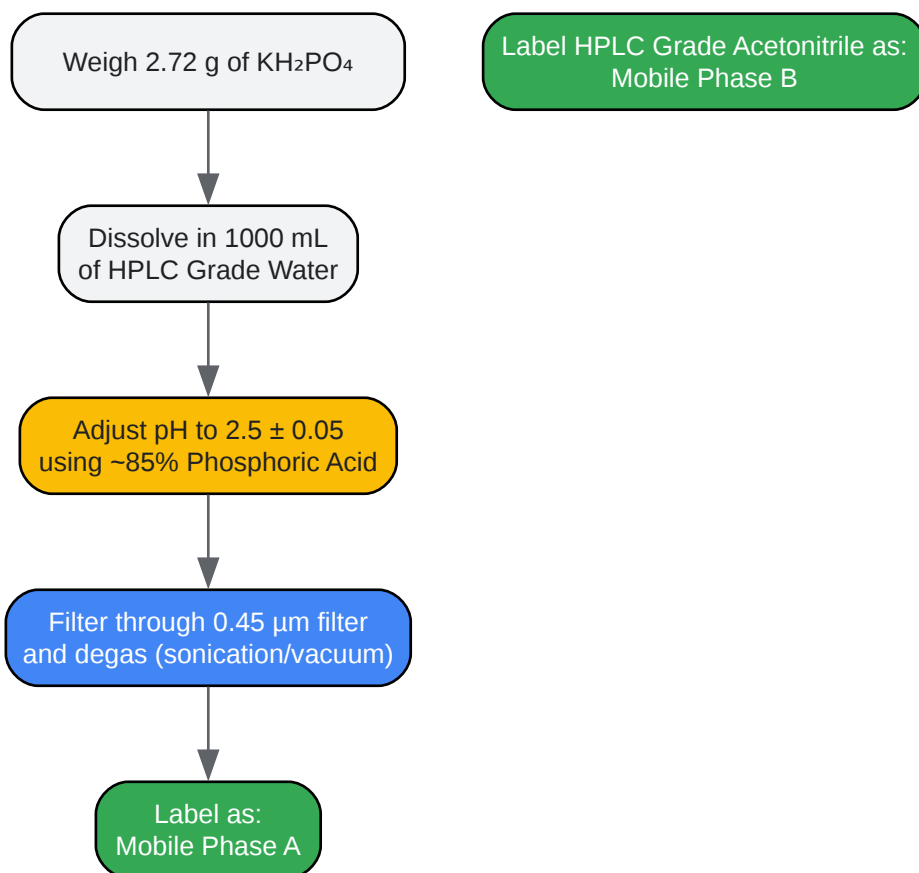 Weigh 2.72 g of KH₂PO₄
Label HPLC Grade Acetonitrile as:
Mobile Phase B
Dissolve in 1000 mL
of HPLC Grade Water
Adjust pH to 2.5 ± 0.05
using ~85% Phosphoric Acid
Filter through 0.45 µm filter
and degas (sonication/vacuum)
Label as:
Mobile Phase A